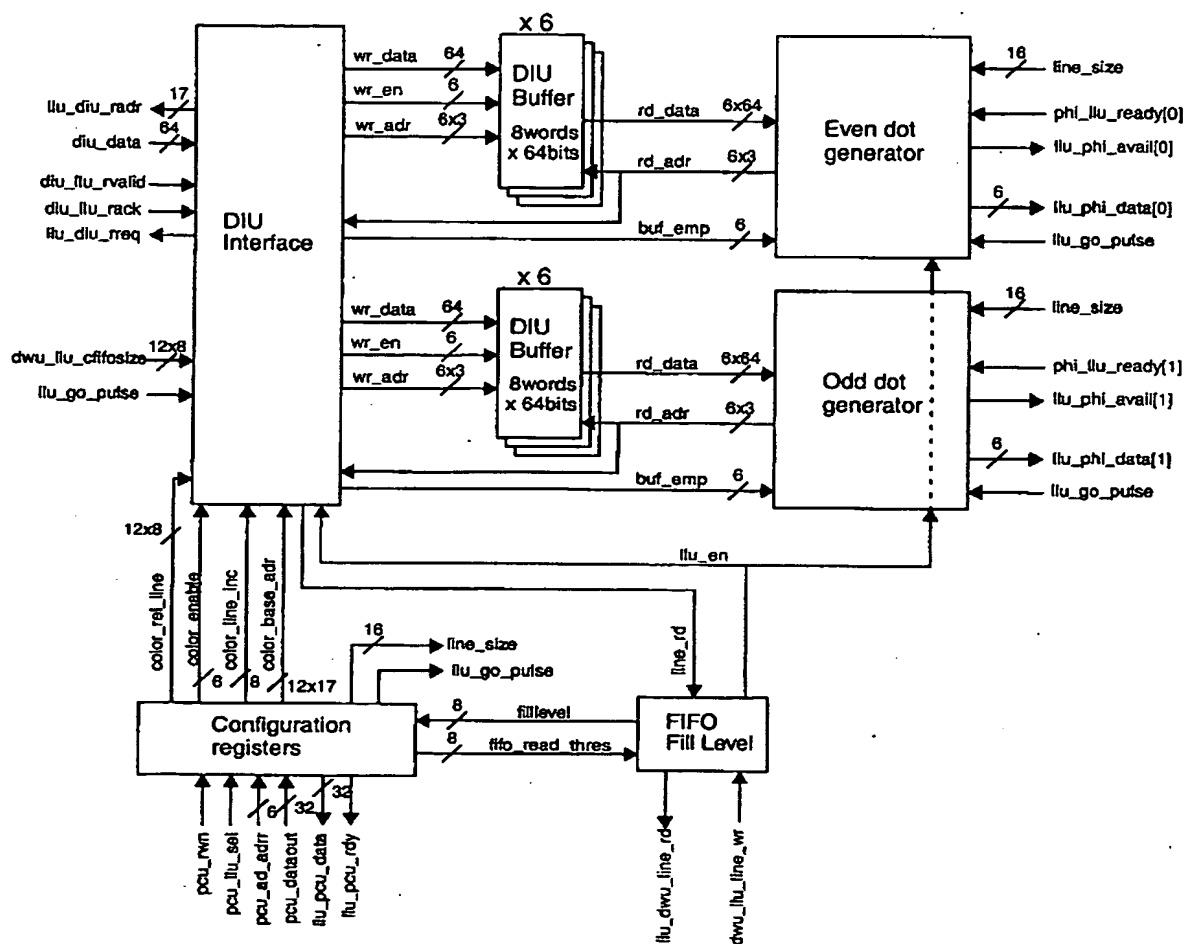 x 6
wr_data
64
DIU
Buffer
8words
x 64bits
wr_en
6
wr_adr
6x3
rd_data
6x64
rd_adr
6x3
buf_emp
6
Even dot
generator
16
line_size
phi_llu_ready[0]
llu_phi_avail[0]
6
llu_phi_data[0]
llu_go_pulse
17
llu_diu_radr
64
diu_data
diu_llu_rvalid
diu_llu_rack
llu_diu_rreq
DIU
Interface
12x8
dwu_llu_cfifosize
llu_go_pulse
x 6
wr_data
64
DIU
Buffer
8words
x 64bits
wr_en
6
wr_adr
6x3
rd_data
6x64
rd_adr
6x3
buf_emp
6
Odd dot
generator
16
line_size
phi_llu_ready[1]
llu_phi_avail[1]
6
llu_phi_data[1]
llu_go_pulse
12x8
color_rel_line
color_enable
6
color_line_inc
8
color_base_adr
12x17
llu_en
line_rd
16
line_size
llu_go_pulse
Configuration
registers
8
filllevel
8
fifo_read_thres
FIFO
Fill Level
pcu_rwn
pcu_llu_sel
pcu_ad_adrr
6
pcu_dataout
32
llu_pcu_data
32
llu_pcu_rdy
llu_dwu_line_rd
dwu_llu_line_wr